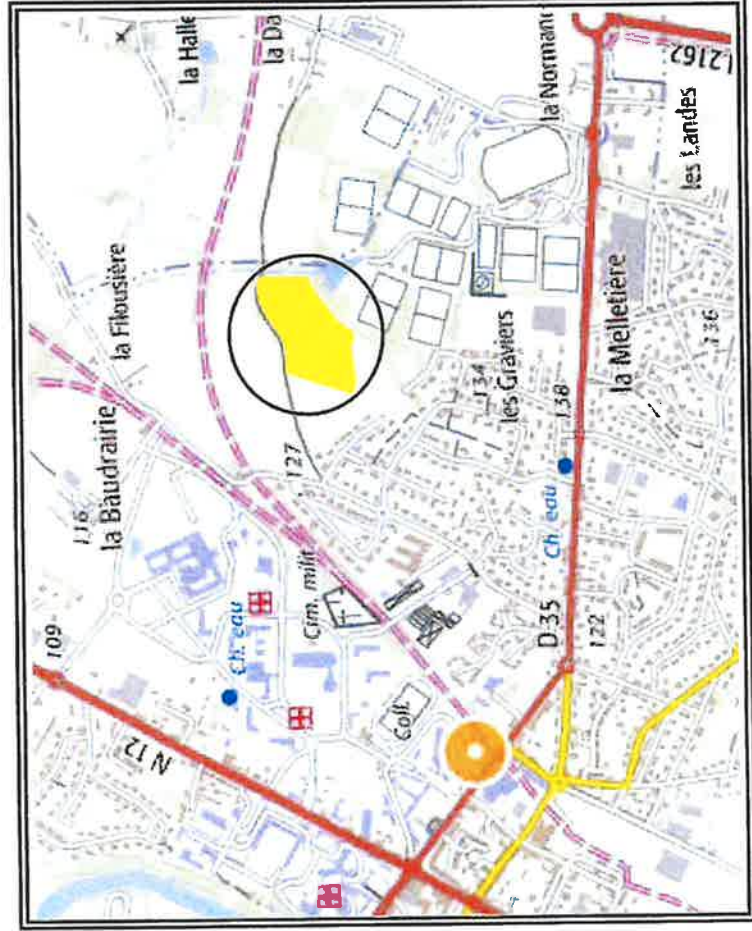 la Halle
la Da
la Filousière
116
la Baudrairie
109
N 12
Ch. eau
Cim. milit.
127
Coll.
134
les Graviers
138
Ch. eau
D 35
122
la Melletière
136
les Landes
la Normand
L2162